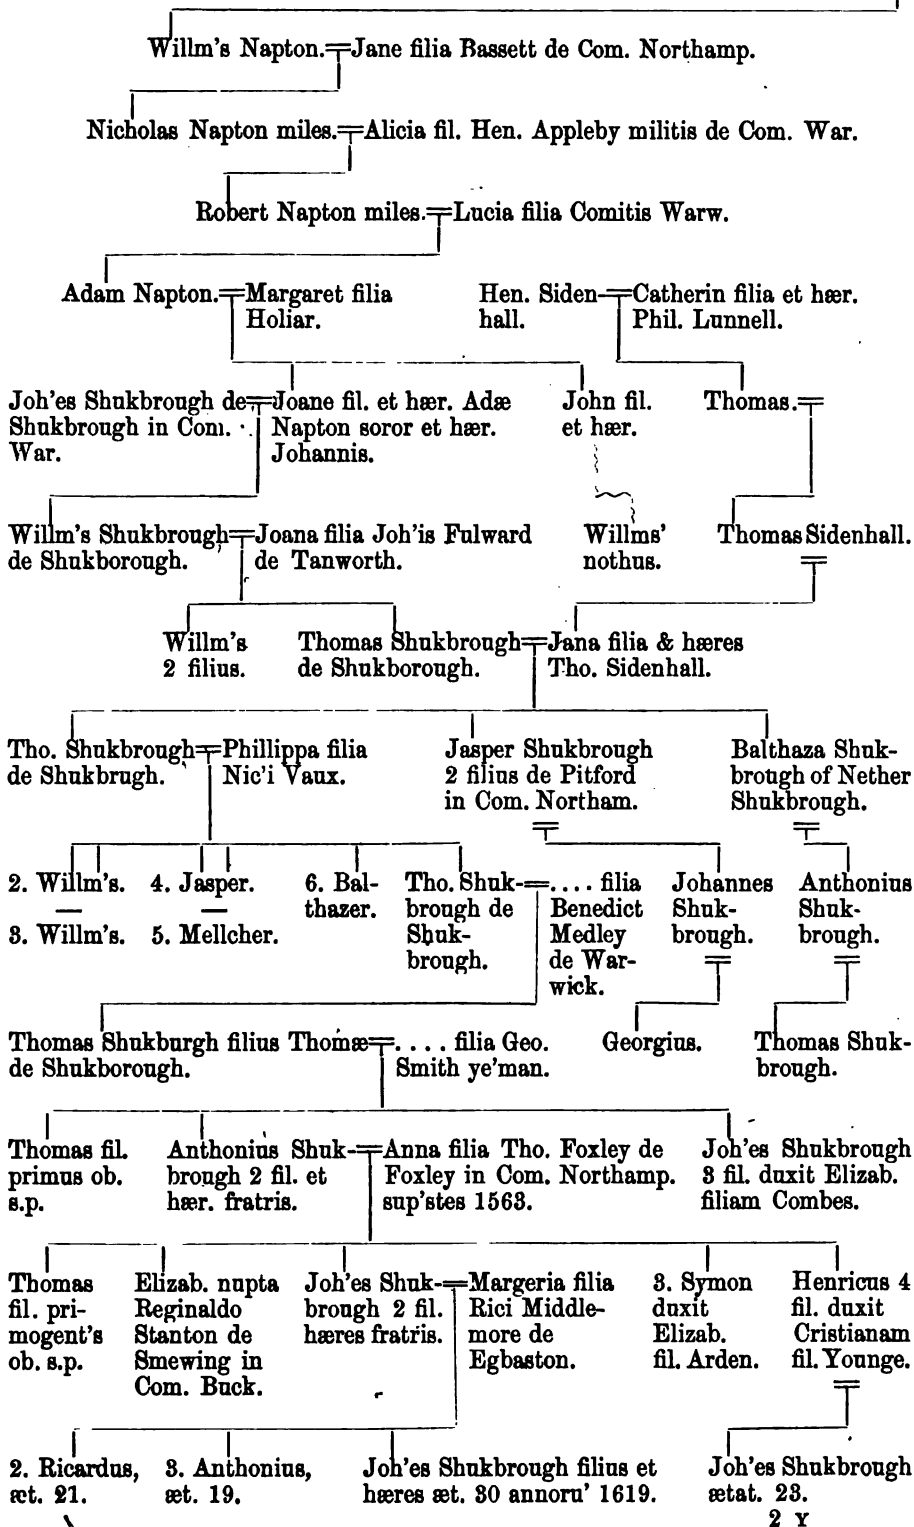 Willm's Napton.=Jane filia Bassett de Com. Northamp.
Nicholas Napton miles.=Alicia fil. Hen. Appleby militis de Com. War.
Robert Napton miles.=Lucia filia Comitis Warw.
Adam Napton.=Margaret filia
Holiar.
Hen. Siden-=Catherin filia et hær.
hall. Phil. Lunnell.
Joh'es Shukbrough de=Joane fil. et hær. Adæ
Shukbrough in Com. Napton soror et hær.
War. Johannis.
John fil.
et hær.
Thomas.=
Willm's Shukbrough=Joana filia Joh'is Fulward
de Shukborough. de Tanworth.
Willms'
nothus.
Thomas Sidenhall.
=
Willm's
2 filius.
Thomas Shukbrough=Jana filia & hæres
de Shukborough. Tho. Sidenhall.
Tho. Shukbrough=Phillippa filia
de Shukbrugh. Nic'i Vaux.
Jasper Shukbrough
2 filius de Pitford
in Com. Northam.
=
Balthaza Shuk-
brough of Nether
Shukbrough.
=
2. Willm's.
—
3. Willm's.
4. Jasper.
—
5. Mellcher.
6. Bal-
thazer.
Tho. Shuk-=.... filia
brough de Benedict
Shuk- Medley
brough. de War-
wick.
Johannes
Shuk-
brough.
=
Anthonius
Shuk-
brough.
=
Thomas Shukburgh filius Thomæ=.... filia Geo.
de Shukborough. Smith ye'man.
Georgius.
Thomas Shuk-
brough.
Thomas fil.
primus ob.
s.p.
Anthonius Shuk-=Anna filia Tho. Foxley de
brough 2 fil. et Foxley in Com. Northamp.
hær. fratris. sup'stes 1563.
Joh'es Shukbrough
3 fil. duxit Elizab.
filiam Combes.
Thomas
fil. pri-
mogent's
ob. s.p.
Elizab. nupta
Reginaldo
Stanton de
Smewing in
Com. Buck.
Joh'es Shuk-=Margeria filia
brough 2 fil. Rici Middle-
hæres fratris. more de
Egbaston.
3. Symon
duxit
Elizab.
fil. Arden.
Henricus 4
fil. duxit
Cristianam
fil. Younge.
=
2. Ricardus,
æt. 21.
3. Anthonius,
æt. 19.
Joh'es Shukbrough filius et
hæres æt. 30 annoru' 1619.
Joh'es Shukbrough
ætat. 23.
2 Y